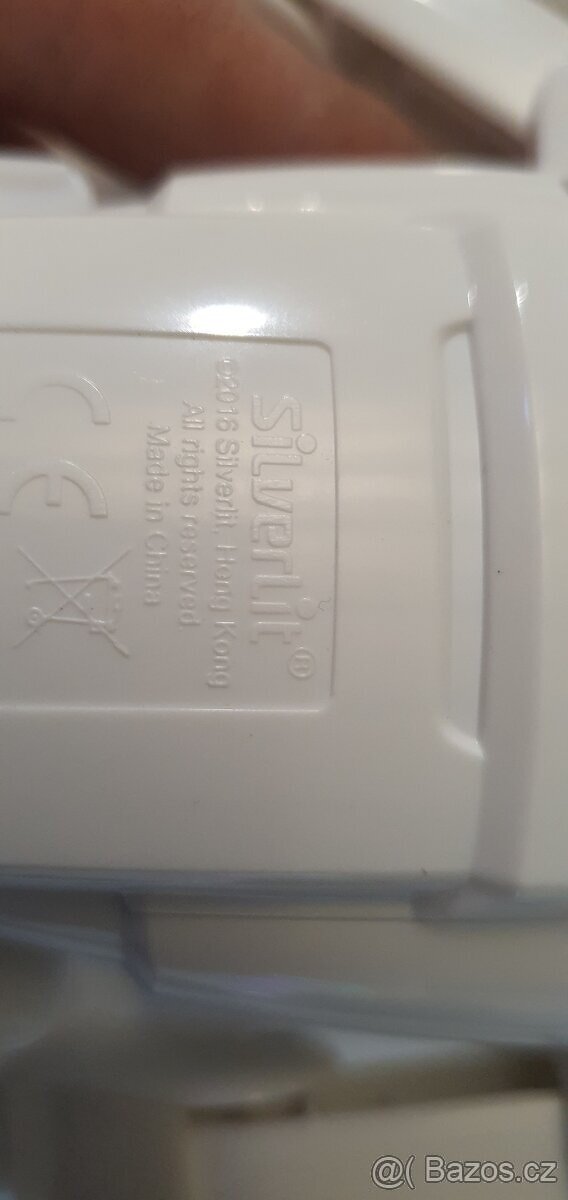 silverlit®
©2016 Silverlit, Hong Kong
All rights reserved
Made in China
CE
@( Bazos.cz